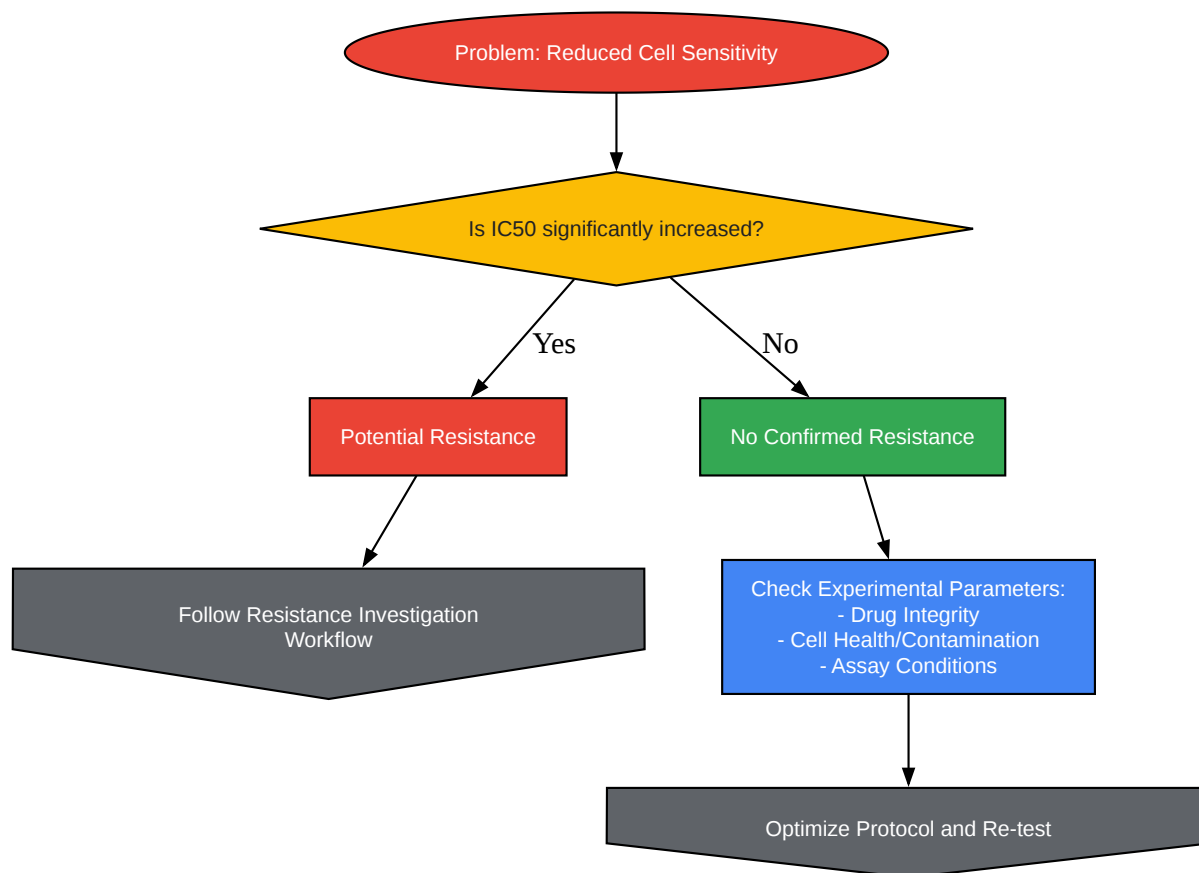 Problem: Reduced Cell Sensitivity
Is IC50 significantly increased?
Yes
No
Potential Resistance
No Confirmed Resistance
Follow Resistance Investigation
Workflow
Check Experimental Parameters:
- Drug Integrity
- Cell Health/Contamination
- Assay Conditions
Optimize Protocol and Re-test